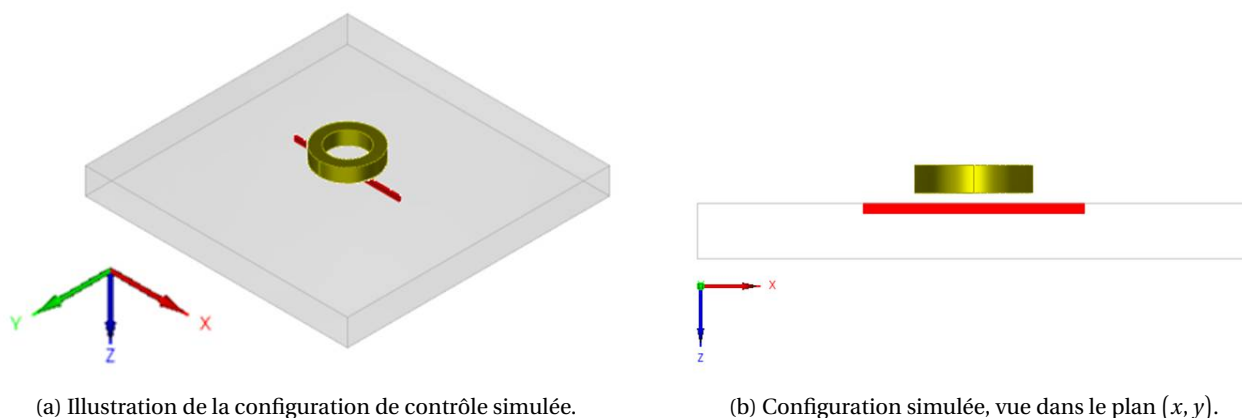 Y
X
Z
X
Z
(a) Illustration de la configuration de contrôle simulée.
(b) Configuration simulée, vue dans le plan (x, y).